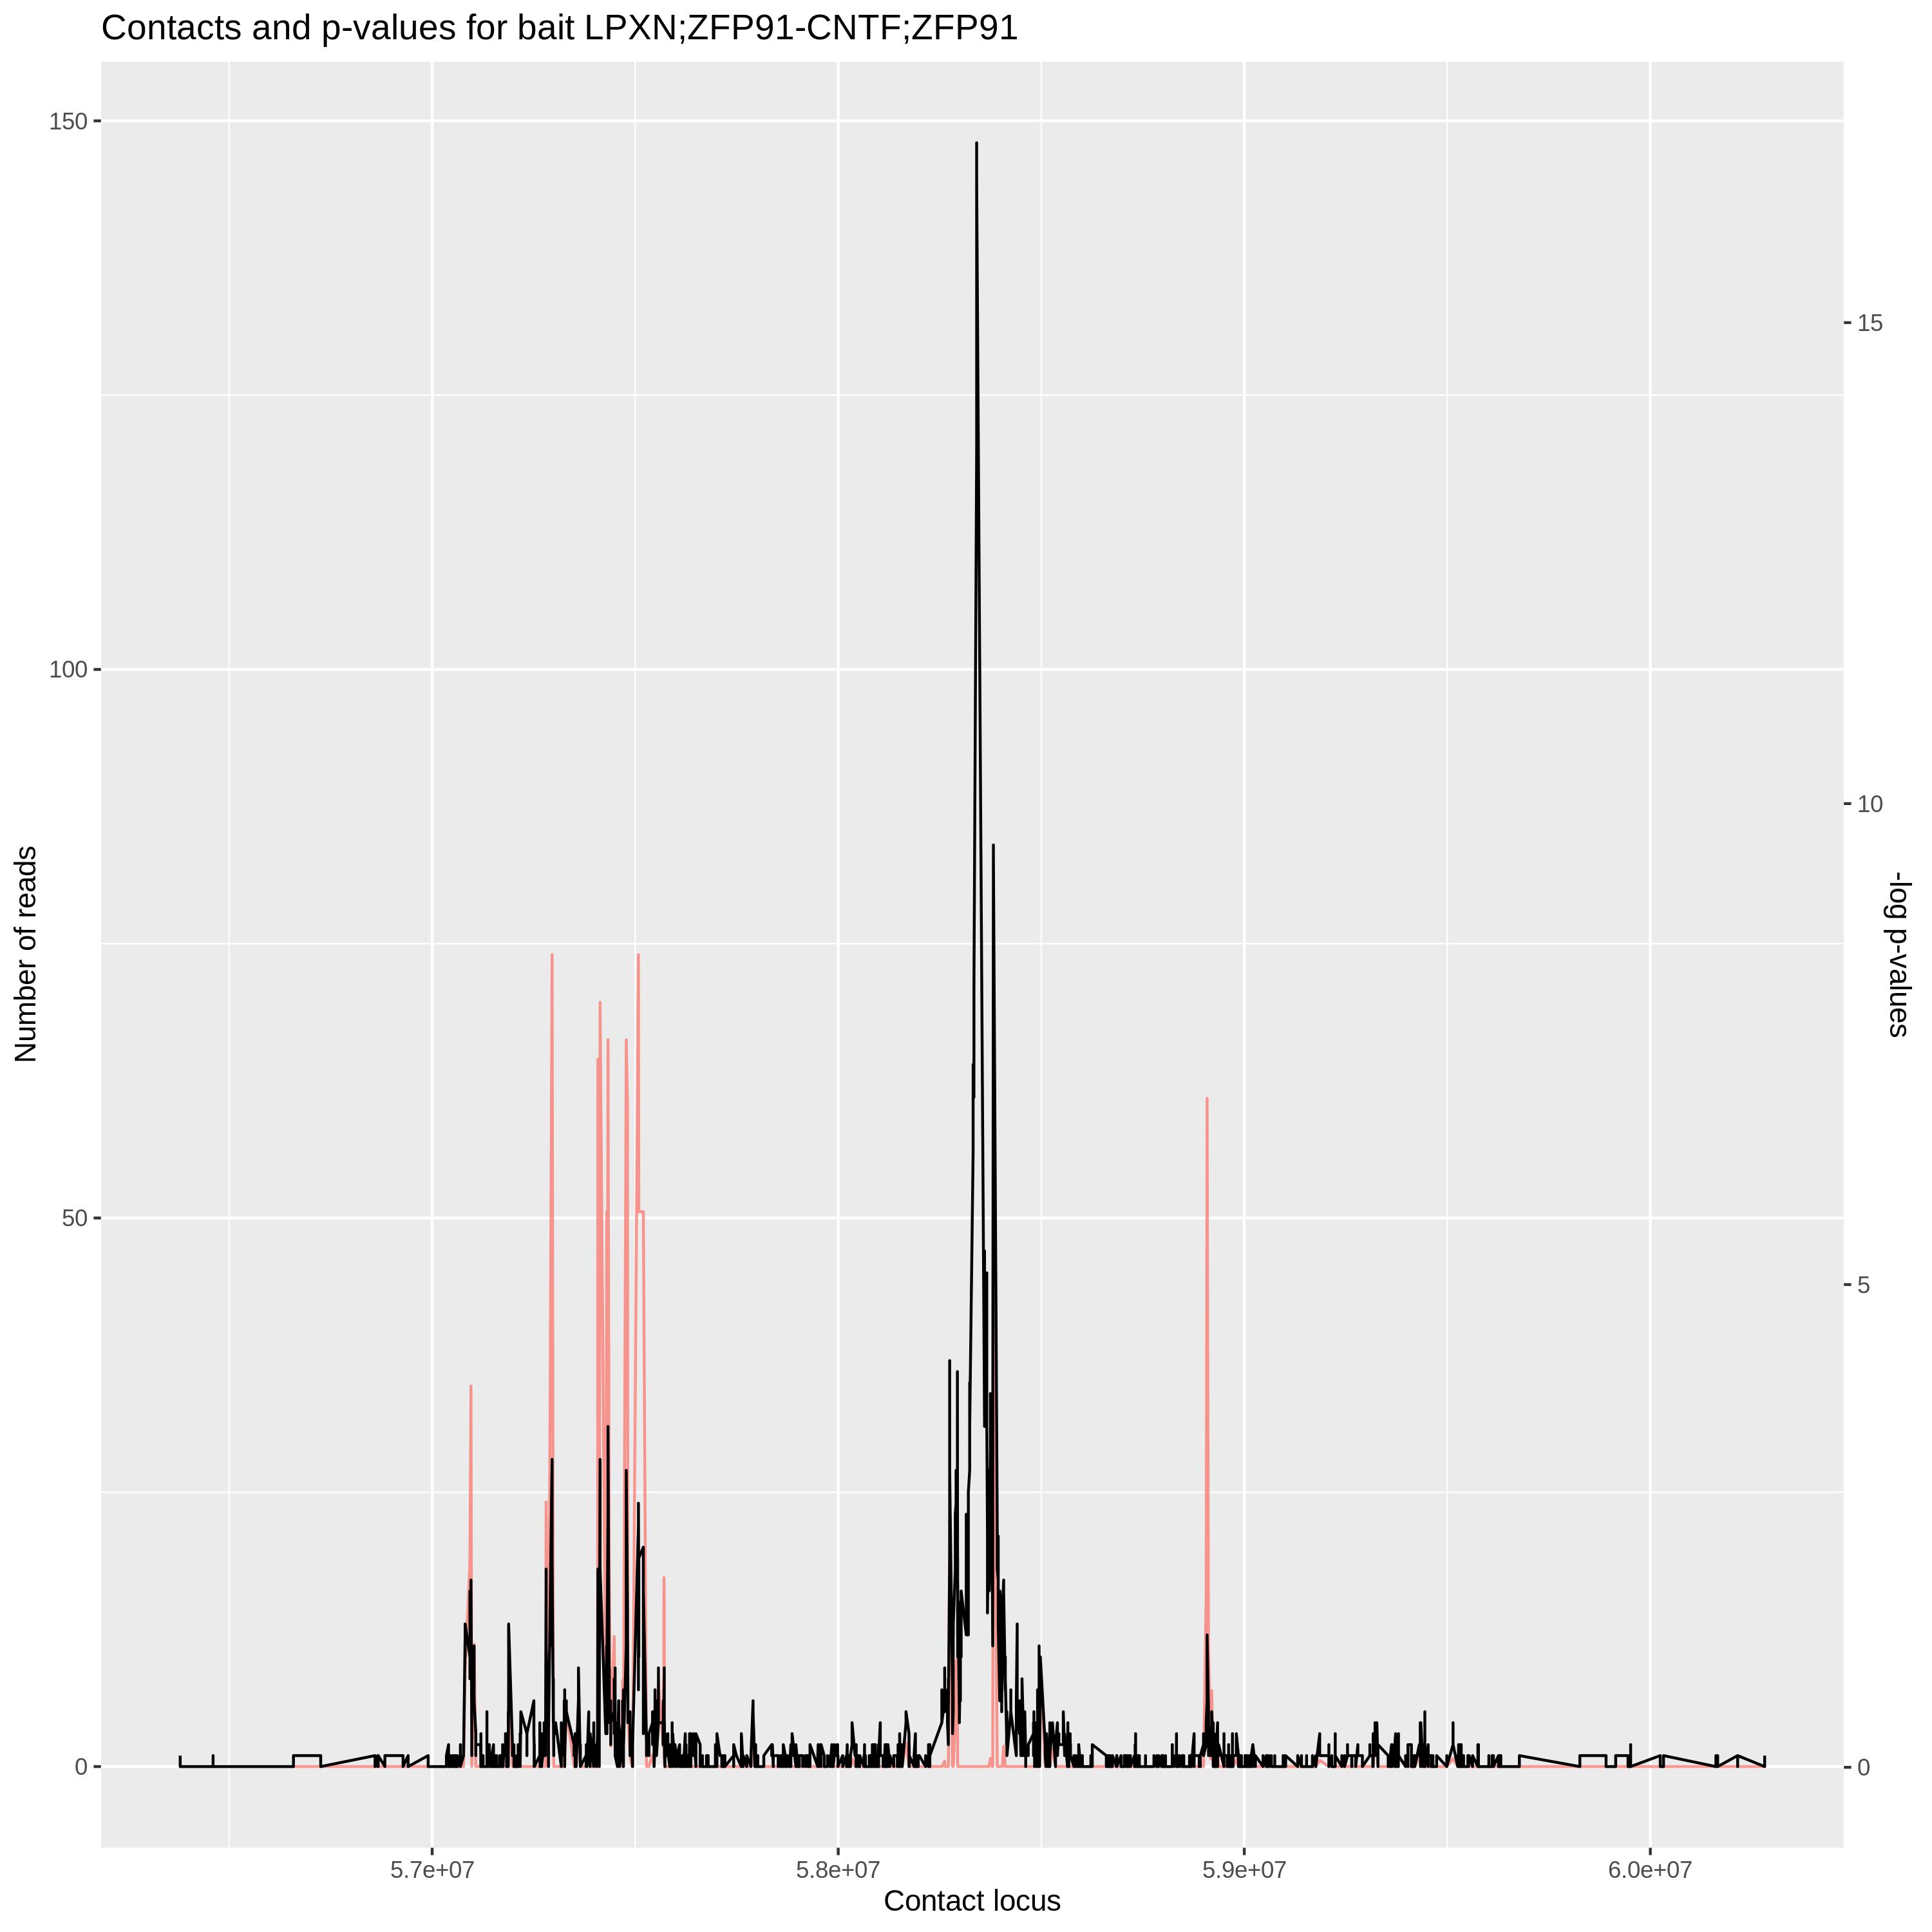 Contacts and p-values for bait LPXN;ZFP91-CNTF;ZFP91
150
100
50
0
Number of reads
15
10
5
0
-log p-values
5.7e+07
5.8e+07
5.9e+07
6.0e+07
Contact locus